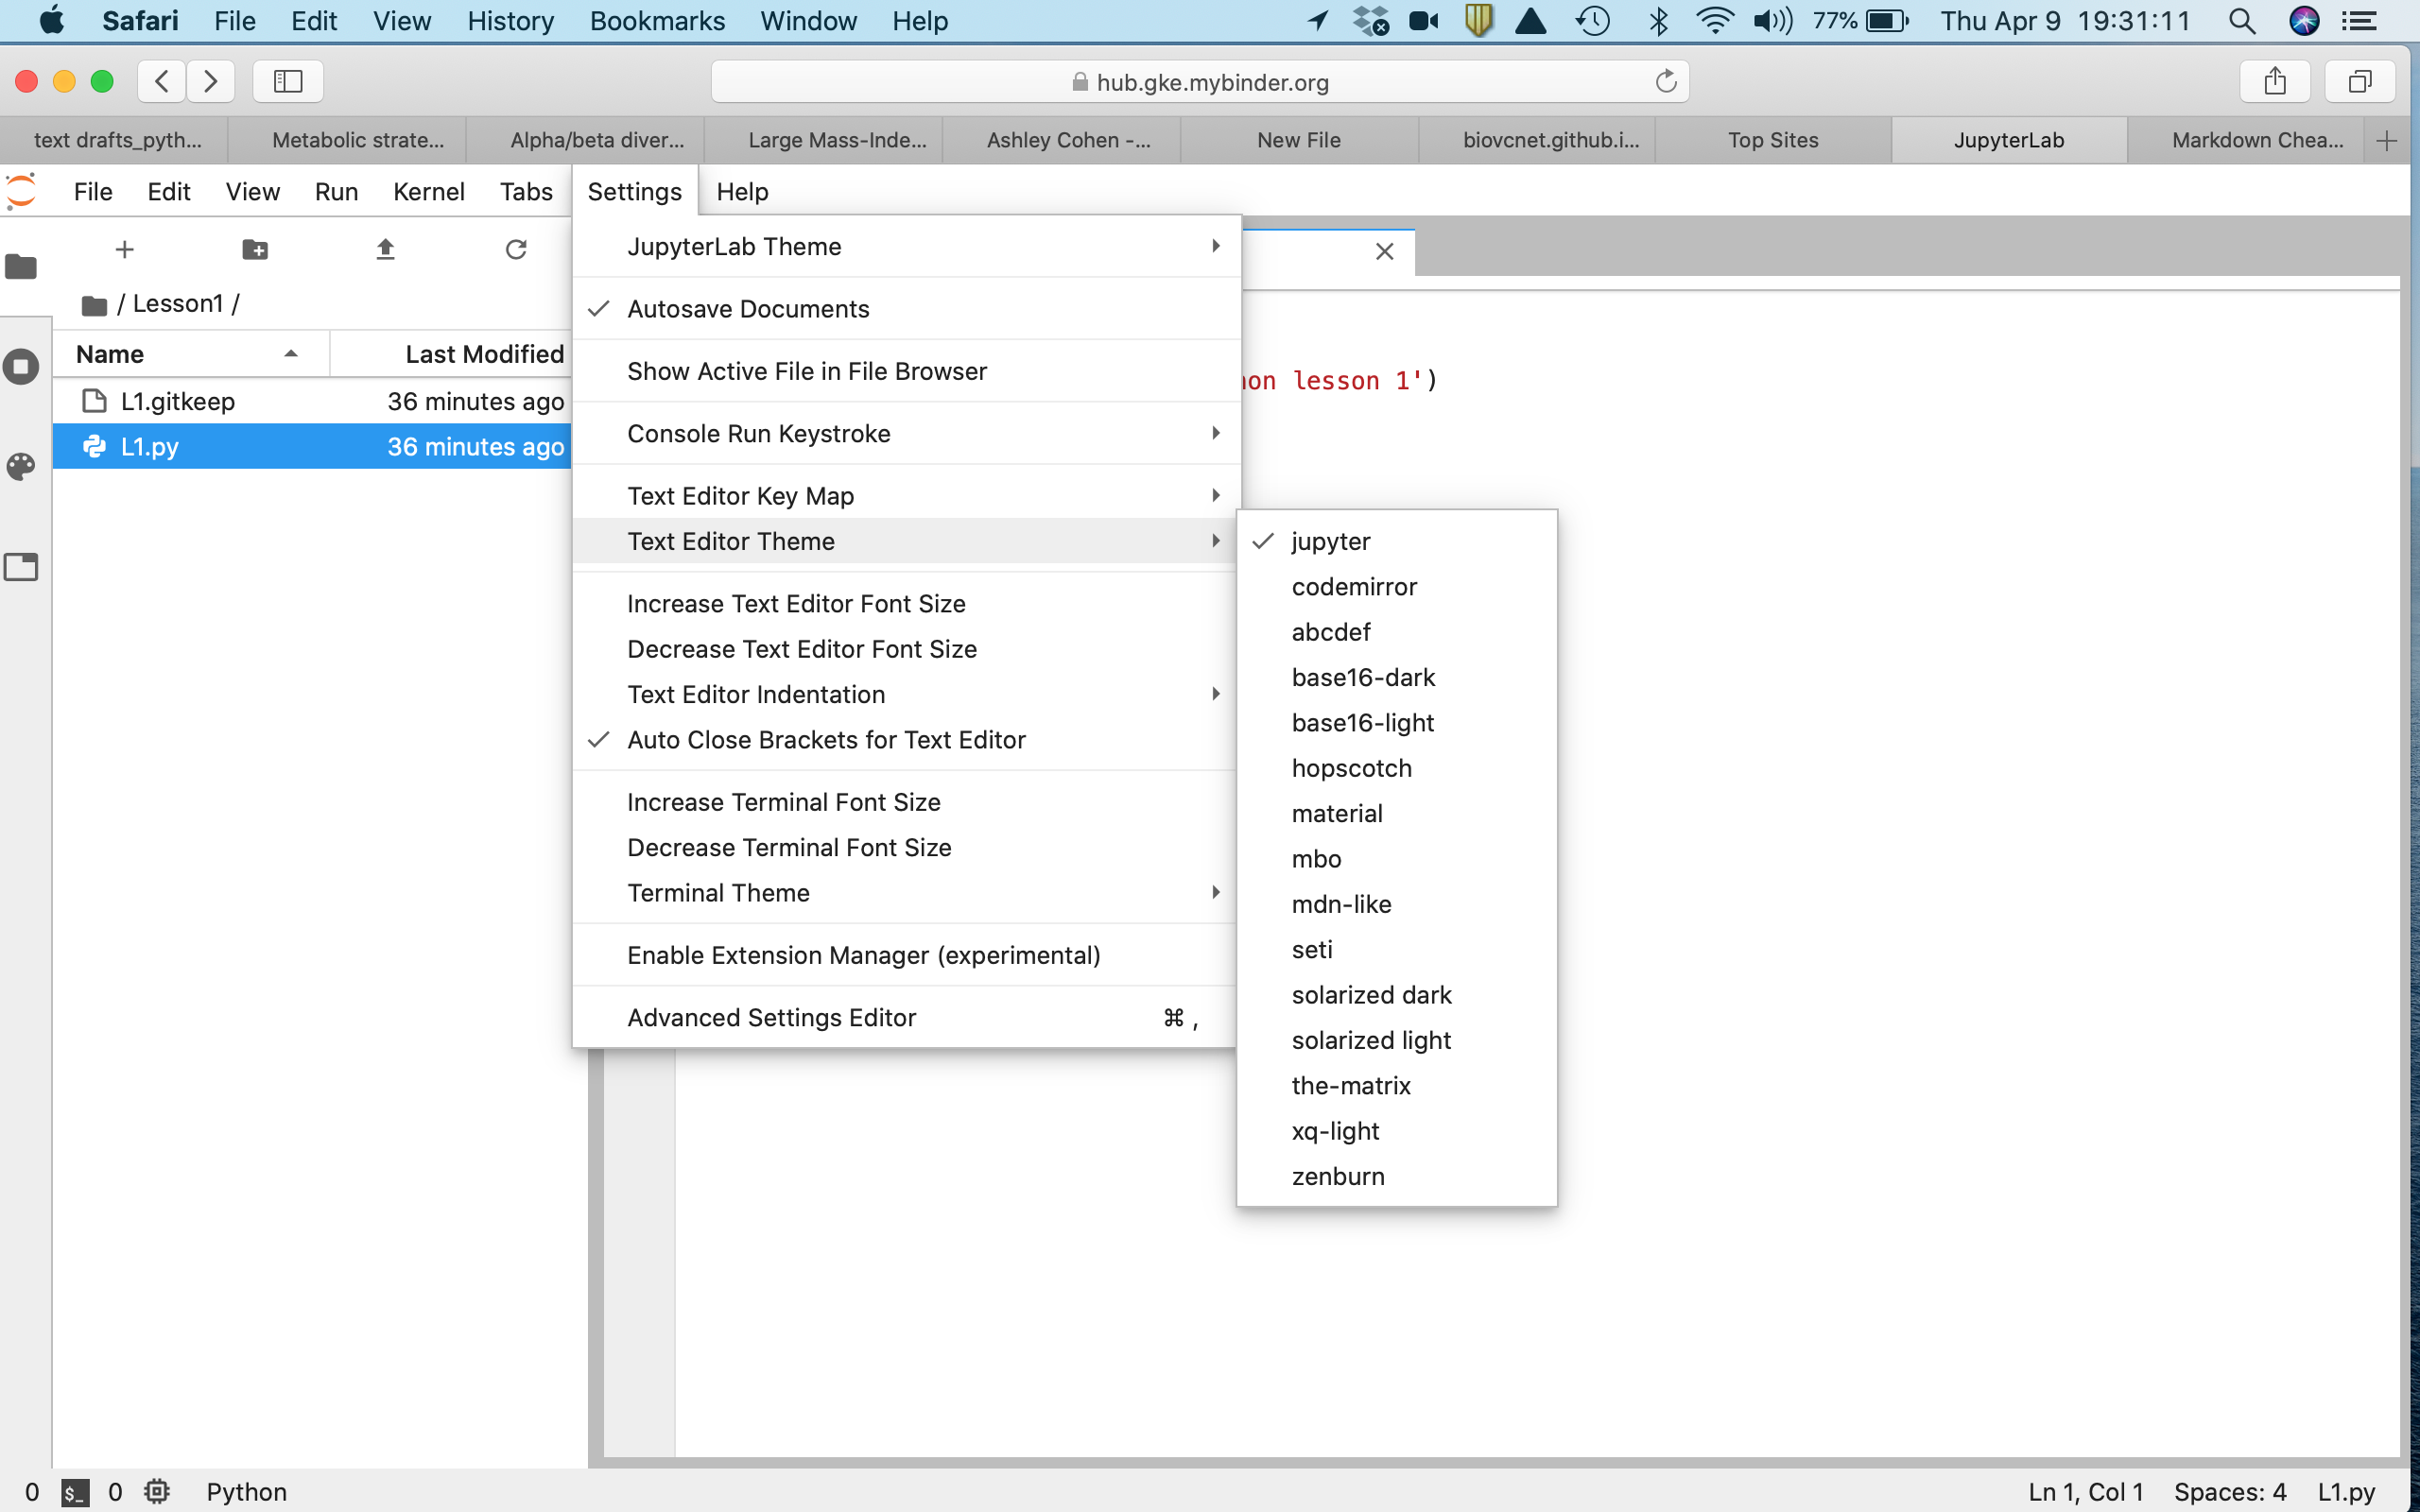 Safari File Edit View History Bookmarks Window Help 77% Thu Apr 9 19:31:11
hub.gke.mybinder.org
text drafts_pyth... Metabolic strate... Alpha/beta diver... Large Mass-Inde... Ashley Cohen -... New File biovcnet.github.i... Top Sites JupyterLab Markdown Chea...
File Edit View Run Kernel Tabs Settings Help
/ Lesson1 /
Name Last Modified
L1.gitkeep 36 minutes ago
L1.py 36 minutes ago
JupyterLab Theme
Autosave Documents
Show Active File in File Browser
Console Run Keystroke
Text Editor Key Map
Text Editor Theme
Increase Text Editor Font Size
Decrease Text Editor Font Size
Text Editor Indentation
Auto Close Brackets for Text Editor
Increase Terminal Font Size
Decrease Terminal Font Size
Terminal Theme
Enable Extension Manager (experimental)
Advanced Settings Editor ⌘ ,
lesson 1')
jupyter
codemirror
abcdef
base16-dark
base16-light
hopscotch
material
mbo
mdn-like
seti
solarized dark
solarized light
the-matrix
xq-light
zenburn
0 $_ 0 Python Ln 1, Col 1 Spaces: 4 L1.py